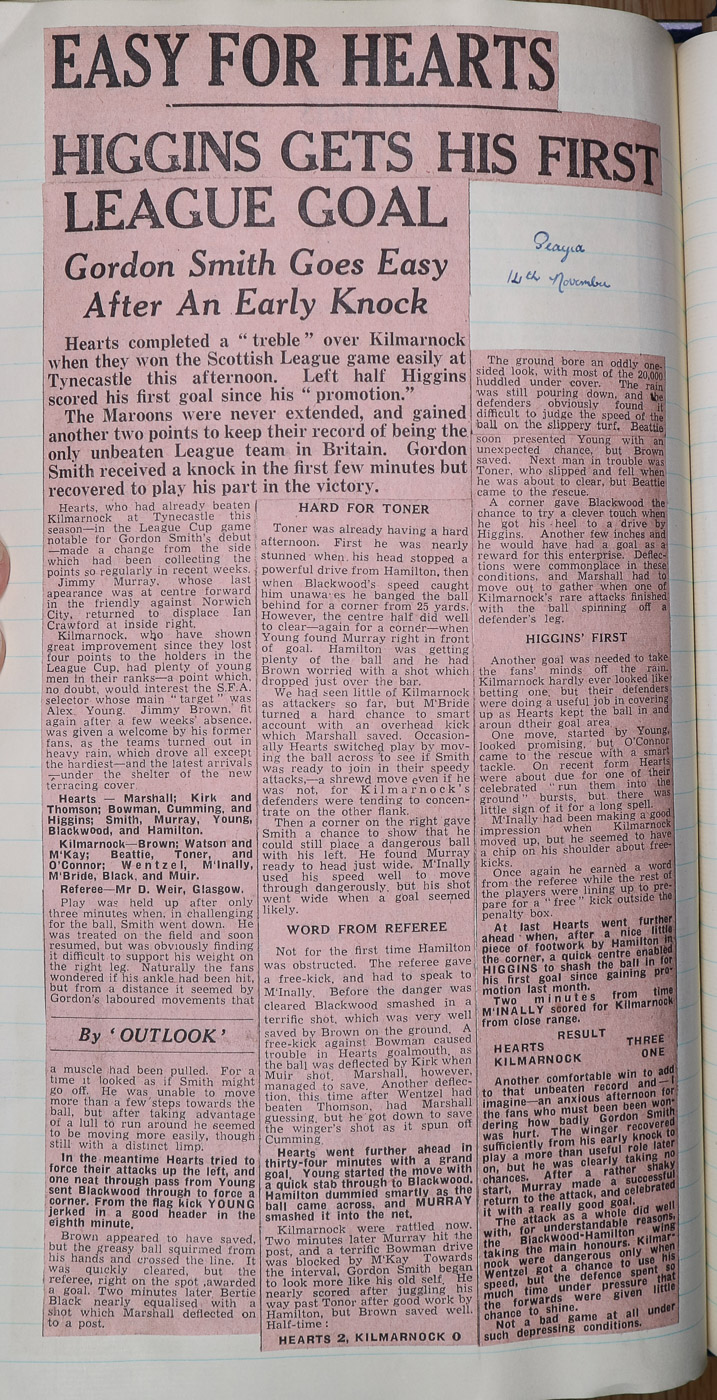 EASY FOR HEARTS
HIGGINS GETS HIS FIRST
LEAGUE GOAL
Gordon Smith Goes Easy
After An Early Knock
14th November
Hearts completed a “ treble ” over Kilmarnock
when they won the Scottish League game easily at
Tynecastle this afternoon. Left half Higgins
scored his first goal since his “ promotion.”
The Maroons were never extended, and gained
another two points to keep their record of being the
only unbeaten League team in Britain. Gordon
Smith received a knock in the first few minutes but
recovered to play his part in the victory.
Hearts, who had already beaten
Kilmarnock at Tynecastle this
season—in the League Cup game
notable for Gordon Smith's debut
—made a change from the side
which had been collecting the
points so regularly in recent weeks.
Jimmy Murray, whose last
apearance was at centre forward
in the friendly against Norwich
City, returned to displace Ian
Crawford at inside right.
Kilmarnock, who have shown
great improvement since they lost
four points to the holders in the
League Cup, had plenty of young
men in their ranks—a point which,
no doubt, would interest the S.F.A.
selector whose main “ target ” was
Alex Young. Jimmy Brown, fit
again after a few weeks' absence,
was given a welcome by his former
fans, as the teams turned out in
heavy rain, which drove all except
the hardiest—and the latest arrivals
—under the shelter of the new
terracing cover
Hearts — Marshall; Kirk and
Thomson; Bowman, Cumming, and
Higgins; Smith, Murray, Young,
Blackwood, and Hamilton.
Kilmarnock—Brown; Watson and
M'Kay; Beattie, Toner, and
O'Connor; Wentzel, M'Inally,
M'Bride, Black, and Muir.
Referee—Mr D. Weir, Glasgow.
Play was held up after only
three minutes when, in challenging
for the ball, Smith went down. He
was treated on the field and soon
resumed, but was obviously finding
it difficult to support his weight on
the right leg. Naturally the fans
wondered if his ankle had been hit,
but from a distance it seemed by
Gordon's laboured movements that
By ‘ OUTLOOK ’
a muscle had been pulled. For a
time it looked as if Smith might
go off. He was unable to move
more than a few steps towards the
ball, but after taking advantage
of a lull to run around he seemed
to be moving more easily, though
still with a distinct limp.
In the meantime Hearts tried to
force their attacks up the left, and
one neat through pass from Young
sent Blackwood through to force a
corner. From the flag kick YOUNG
jerked in a good header in the
eighth minute.
Brown appeared to have saved,
but the greasy ball squirmed from
his hands and crossed the line. It
was quickly cleared, but the
referee, right on the spot ,awarded
a goal. Two minutes later Bertie
Black nearly equalised with a
shot which Marshall deflected on
to a post.
HARD FOR TONER
Toner was already having a hard
afternoon. First he was nearly
stunned when his head stopped a
powerful drive from Hamilton, then
when Blackwood's speed caught
him unawares he banged the ball
behind for a corner from 25 yards.
However, the centre half did well
to clear—again for a corner—when
Young found Murray right in front
of goal. Hamilton was getting
plenty of the ball and he had
Brown worried with a shot which
dropped just over the bar.
We had seen little of Kilmarnock
as attackers so far, but M'Bride
turned a hard chance to smart
account with an overhead kick
which Marshall saved. Occasion-
ally Hearts switched play by mov-
ing the ball across to see if Smith
was ready to join in their speedy
attacks,—a shrewd move even if he
was not, for Kilmarnock's
defenders were tending to concen-
trate on the other flank.
Then a corner on the right gave
Smith a chance to show that he
could still place a dangerous ball
with his left. He found Murray
ready to head just wide. M'Inally
used his speed well to move
through dangerously, but his shot
went wide when a goal seemed
likely.
WORD FROM REFEREE
Not for the first time Hamilton
was obstructed. The referee gave
a free-kick, and had to speak to
M'Inally. Before the danger was
cleared Blackwood smashed in a
terrific shot, which was very well
saved by Brown on the ground. A
free-kick against Bowman caused
trouble in Hearts goalmouth, as
the ball was deflected by Kirk when
Muir shot. Marshall, however,
managed to save. Another deflec-
tion, this time after Wentzel had
beaten Thomson, had Marshall
guessing, but he got down to save
the winger's shot as it spun off
Cumming.
Hearts went further ahead in
thirty-four minutes with a grand
goal. Young started the move with
a quick stab through to Blackwood.
Hamilton dummied smartly as the
ball came across, and MURRAY
smashed it into the net.
Kilmarnock were rattled now.
Two minutes later Murray hit the
post, and a terrific Bowman drive
was blocked by M'Kay Towards
the interval, Gordon Smith began
to look more like his old self. He
nearly scored after juggling his
way past Tonor after good work by
Hamilton, but Brown saved well.
Half-time :
HEARTS 2, KILMARNOCK 0
The ground bore an oddly one-
sided look, with most of the 20,000
huddled under cover. The rain
was still pouring down, and the
defenders obviously found it
difficult to judge the speed of the
ball on the slippery turf. Beattie
soon presented Young with an
unexpected chance, but Brown
saved. Next man in trouble was
Toner, who slipped and fell when
he was about to clear, but Beattie
came to the rescue.
A corner gave Blackwood the
chance to try a clever touch when
he got his heel to a drive by
Higgins. Another few inches and
he would have had a goal as a
reward for this enterprise. Deflec-
tions were commonplace in these
conditions, and Marshall had to
move out to gather when one of
Kilmarnock's rare attacks finished
with the ball spinning off a
defender's leg.
HIGGINS' FIRST
Another goal was needed to take
the fans' minds off the rain.
Kilmarnock hardly ever looked like
betting one, but their defenders
were doing a useful job in covering
up as Hearts kept the ball in and
aroun dtheir goal area
One move, started by Young,
looked promising, but O'Connor
came to the rescue with a smart
tackle. On recent form Hearts
were about due for one of their
celebrated “ run them into the
ground ” bursts, but there was
little sign of it for a long spell.
M'Inally had been making a good
impression when Kilmarnock
moved up, but he seemed to have
a chip on his shoulder about free-
kicks.
Once again he earned a word
from the referee while the rest of
the players were lining up to pre-
pare for a “ free ” kick outside the
penalty box.
At last Hearts went further
ahead when, after a nice little
piece of footwork by Hamilton in
the corner, a quick centre enabled
HIGGINS to stash the ball in for
his first goal since gaining pro-
motion last month.
Two minutes from time
M'INALLY scored for Kilmarnock
from close range.
RESULT
HEARTS THREE
KILMARNOCK ONE
Another comfortable win to add
to that unbeaten record and—I
imagine—an anxious afternoon for
the fans who must been been won-
dering how badly Gordon Smith
was hurt. The winger recovered
sufficiently from his early knock to
play a more than useful role later
on, but he was clearly taking no
chances. After a rather shaky
start, Murray made a successful
return to the attack, and celebrated
it with a really good goal.
The attack as a whole did well
with, for understandable reasons,
the Blackwood-Hamilton wing
taking the main honours. Kilmar-
nock were dangerous only when
Wentzel got a chance to use his
speed, but the defence spent so
much time under pressure that
the forwards were given little
chance to shine.
Not a bad game at all under
such depressing conditions.